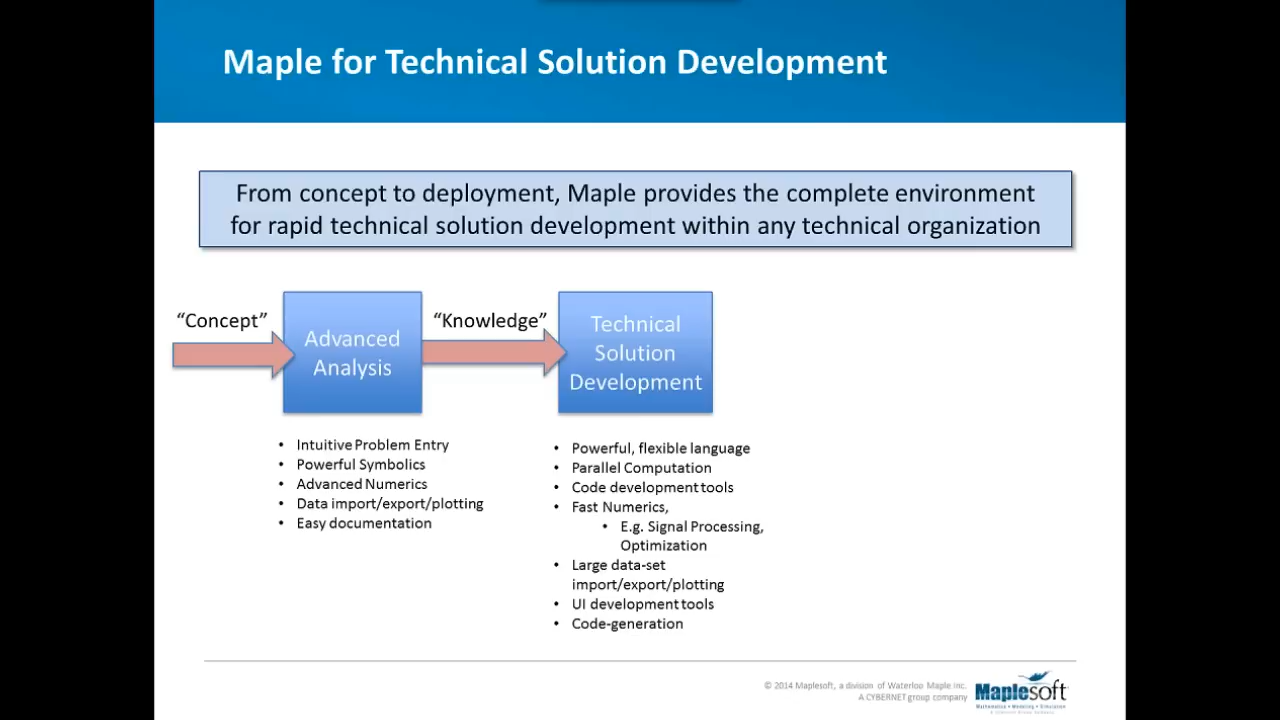 Maple for Technical Solution Development
From concept to deployment, Maple provides the complete environment
for rapid technical solution development within any technical organization
“Concept”
Advanced
Analysis
“Knowledge”
Technical
Solution
Development
• Intuitive Problem Entry
• Powerful Symbolics
• Advanced Numerics
• Data import/export/plotting
• Easy documentation
• Powerful, flexible language
• Parallel Computation
• Code development tools
• Fast Numerics,
• E.g. Signal Processing,
Optimization
• Large data-set
import/export/plotting
• UI development tools
• Code-generation
© 2014 Maplesoft, a division of Waterloo Maple Inc.
A CYBERNET group company
Maplesoft
Mathematics • Modeling • Simulation